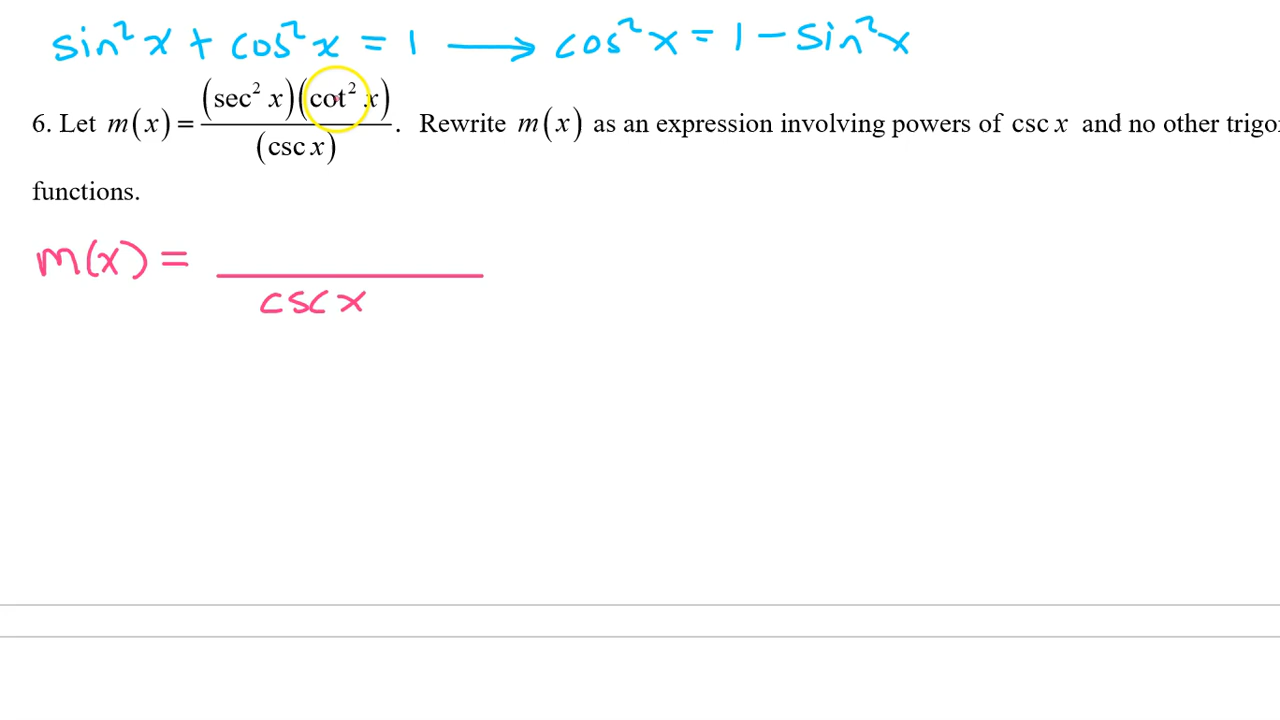 sin²x + cos²x = 1 → cos²x = 1 − sin²x
6. Let m(x) = (sec² x)(cot² x) / (csc x). Rewrite m(x) as an expression involving powers of csc x and no other trigo
functions.
m(x) = ____ / csc x